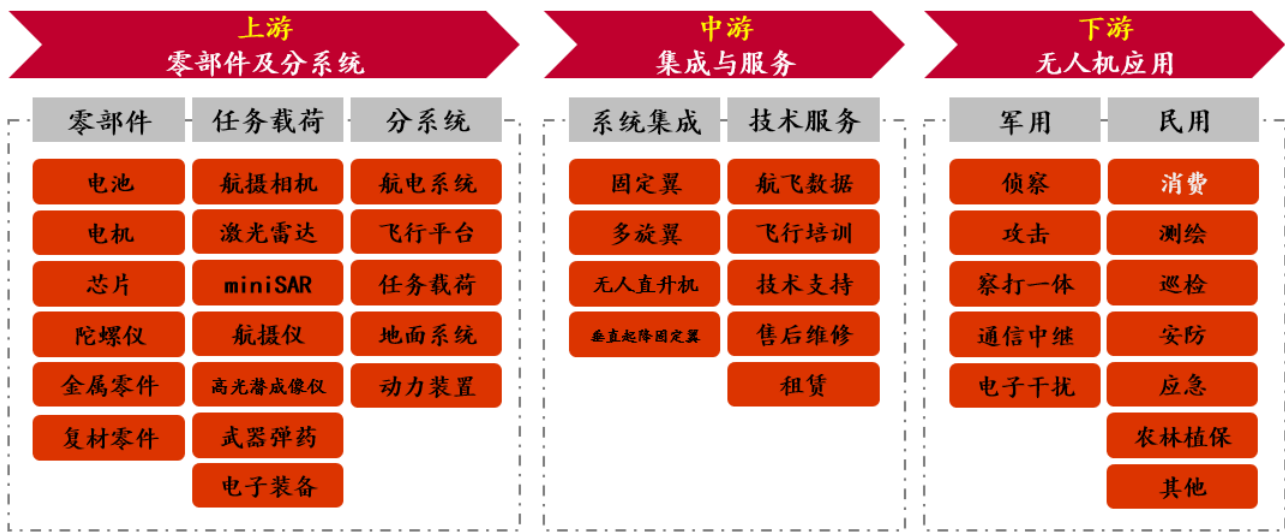 上游
零部件及分系统
中游
集成与服务
下游
无人机应用
零部件
任务载荷
分系统
系统集成
技术服务
军用
民用
电池
航摄相机
航电系统
固定翼
航飞数据
侦察
消费
电机
激光雷达
飞行平台
多旋翼
飞行培训
攻击
测绘
芯片
miniSAR
任务载荷
无人直升机
技术支持
察打一体
巡检
陀螺仪
航摄仪
地面系统
垂直起降固定翼
售后维修
通信中继
安防
金属零件
高光潜成像仪
动力装置
租赁
电子干扰
应急
复材零件
武器弹药
农林植保
电子装备
其他